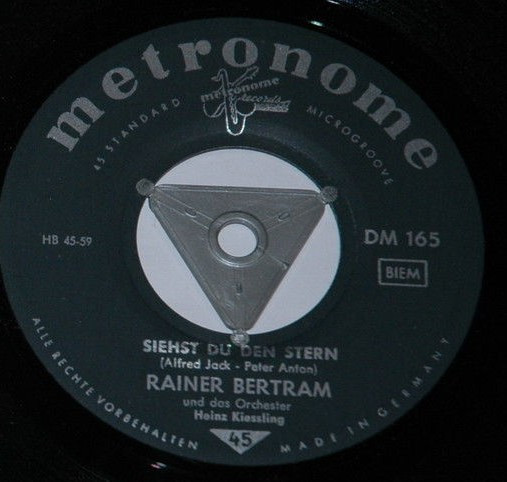 metronome
metronome
records
45 STANDARD
MICROGROOVE
HB 45-59
DM 165
BIEM
SIEHST DU DEN STERN
(Alfred Jack - Peter Anton)
RAINER BERTRAM
und das Orchester
Heinz Kiessling
45
ALLE RECHTE VORBEHALTEN
MADE IN GERMANY